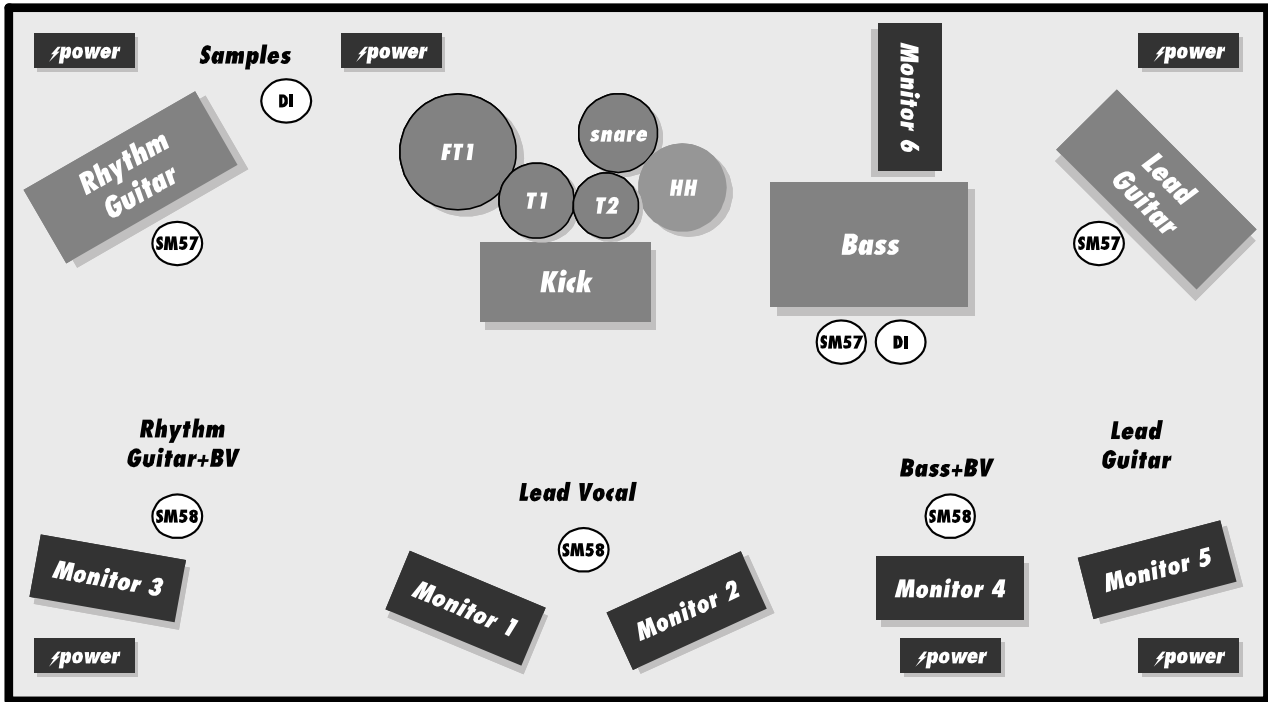 power
Samples
power
Monitor 6
power
DI
Rhythm
Guitar
FT1
snare
T1
T2
HH
Lead
Guitar
SM57
Kick
Bass
SM57
SM57
DI
Rhythm
Guitar+BV
Lead Vocal
Bass+BV
Lead
Guitar
SM58
SM58
SM58
Monitor 3
Monitor 1
Monitor 2
Monitor 4
Monitor 5
power
power
power